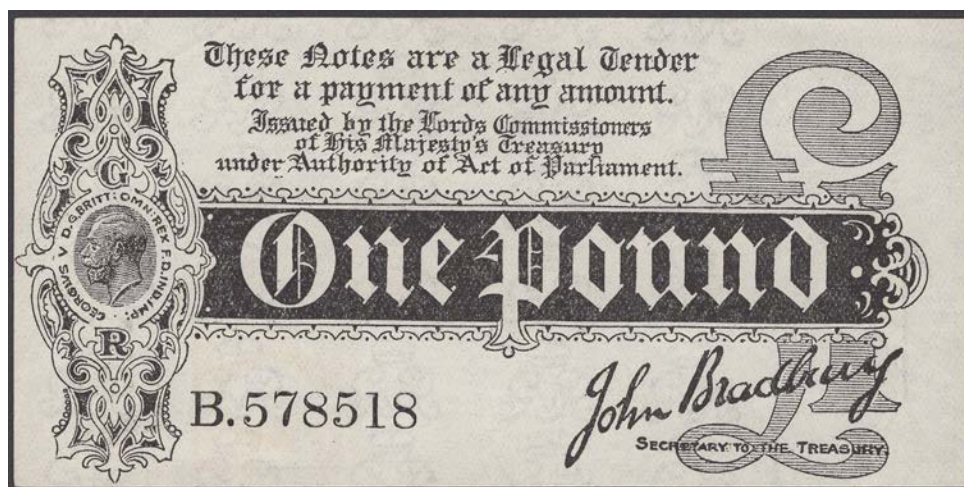 These Notes are a Legal Tender
for a payment of any amount.
Issued by the Lords Commissioners
of His Majesty's Treasury
under Authority of Act of Parliament.
£1
G
GEORGIVS V D.G.BRITT: OMN: REX F.D. IND: IMP:
One Pound
R
B.578518
John Bradbury
SECRETARY TO THE TREASURY.